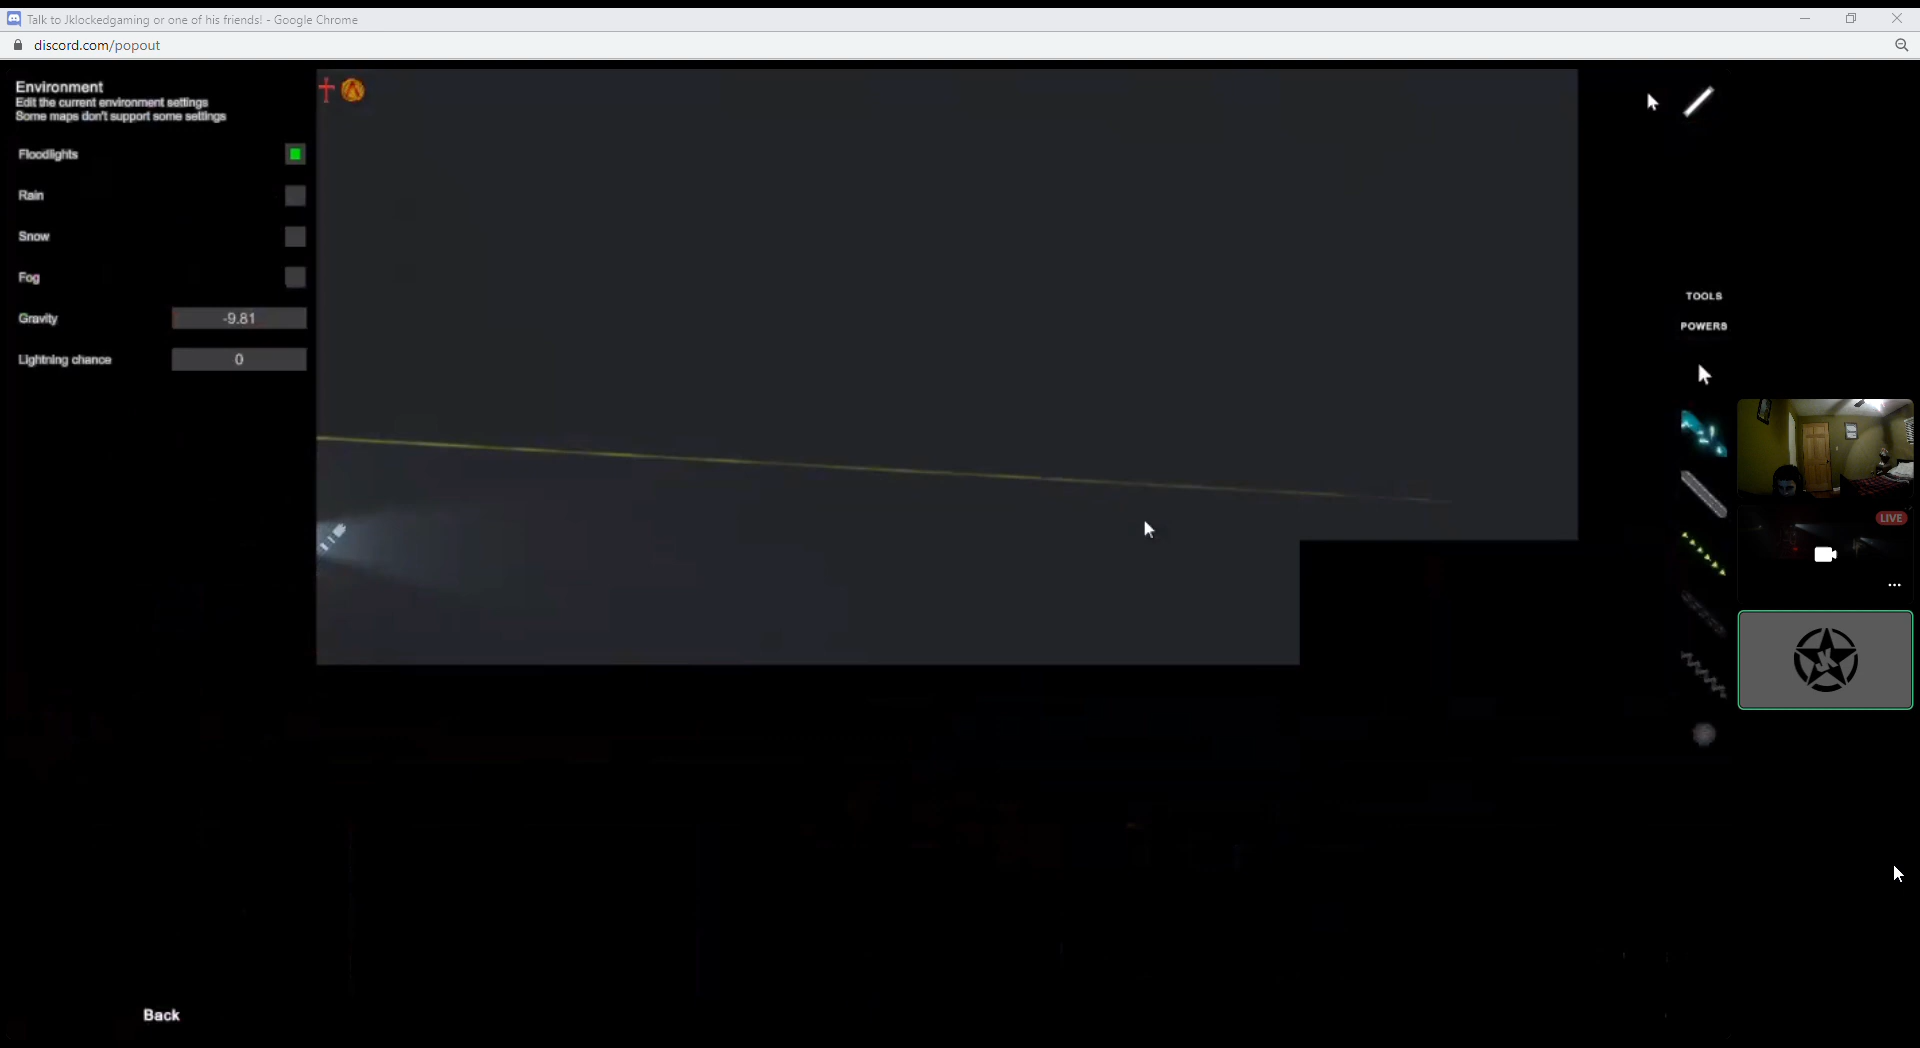 Talk to Jklockedgaming or one of his friends! - Google Chrome
discord.com/popout
Environment
Edit the current environment settings
Some maps don't support some settings
Floodlights
Rain
Snow
Fog
Gravity
-9.81
Lightning chance
0
TOOLS
POWERS
LIVE
JK
Back